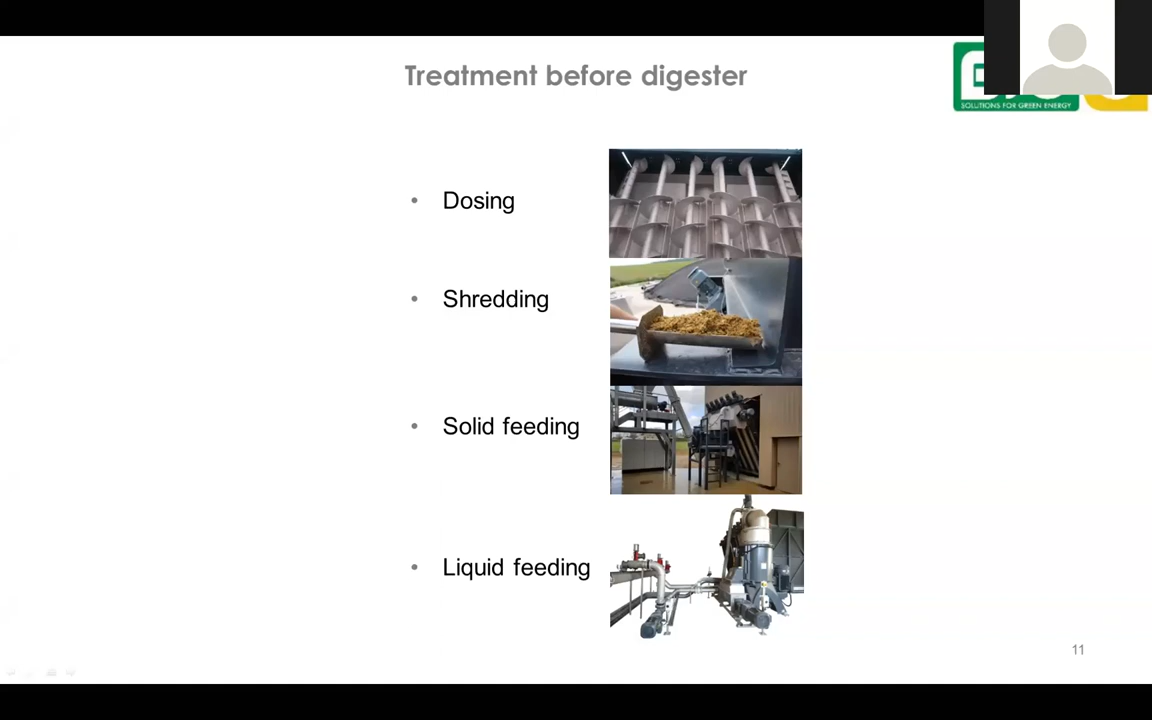 Treatment before digester
SOLUTIONS FOR GREEN ENERGY
• Dosing
• Shredding
• Solid feeding
• Liquid feeding
11